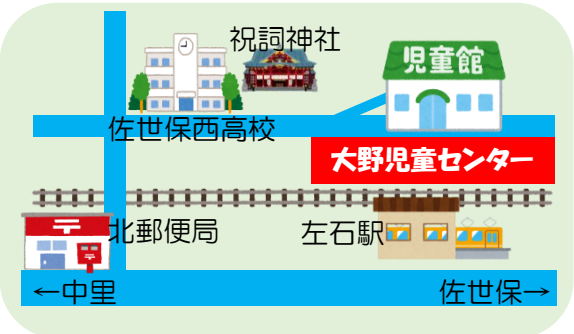 祝詞神社
児童館
佐世保西高校
大野児童センター
〒
北郵便局
左石駅
〒
←中里
佐世保→